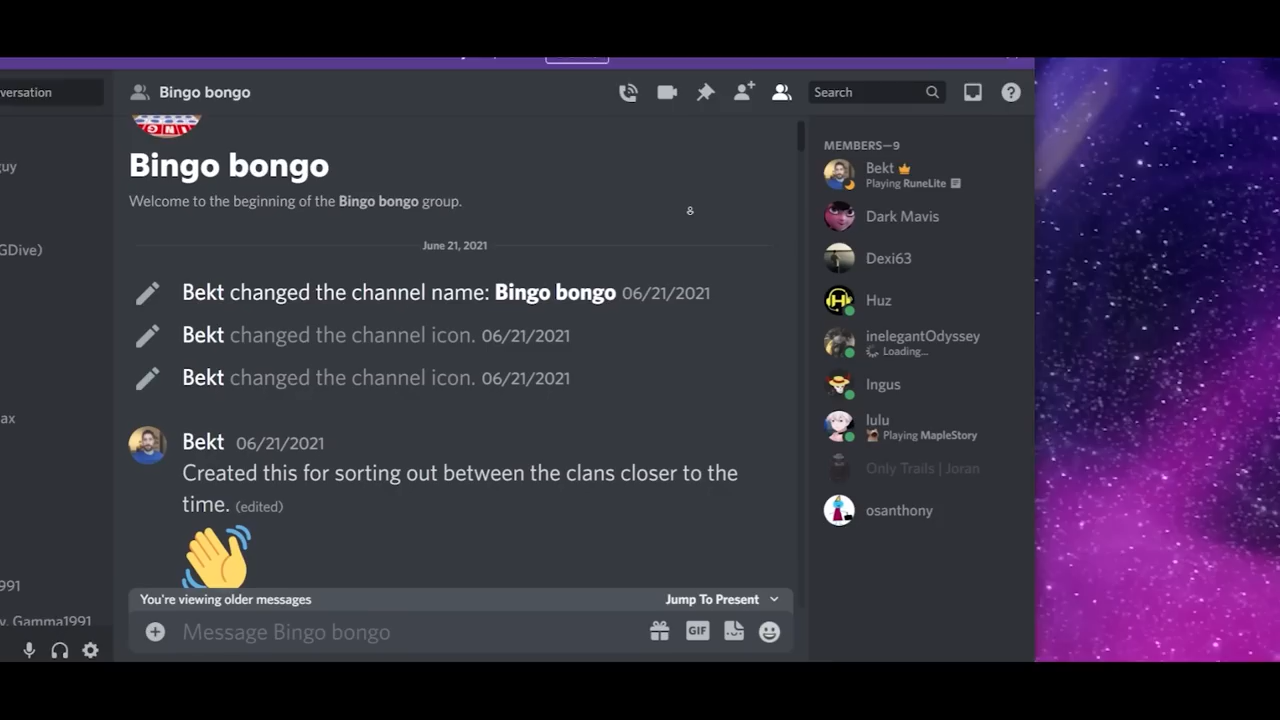 versation
Bingo bongo
Search
uy
GDive)
ax
991
y, Gamma1991
BINGO
Bingo bongo
Welcome to the beginning of the Bingo bongo group.
June 21, 2021
Bekt changed the channel name: Bingo bongo 06/21/2021
Bekt changed the channel icon. 06/21/2021
Bekt changed the channel icon. 06/21/2021
Bekt 06/21/2021
Created this for sorting out between the clans closer to the
time. (edited)
You're viewing older messages
Jump To Present
Message Bingo bongo
GIF
MEMBERS—9
Bekt
Playing RuneLite
Dark Mavis
Dexi63
Huz
inelegantOdyssey
Loading...
Ingus
lulu
Playing MapleStory
Only Trails | Joran
osanthony